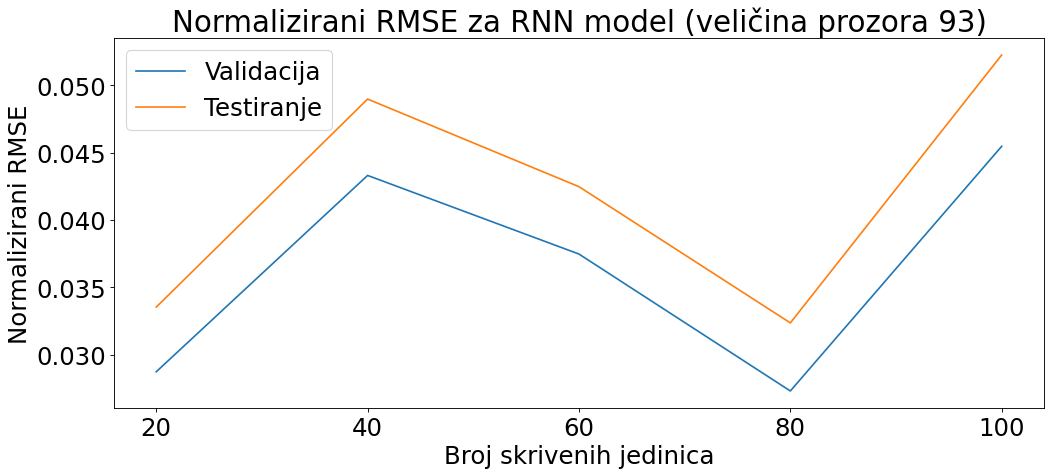 Normalizirani RMSE za RNN model (veličina prozora 93)
Validacija
Testiranje
Normalizirani RMSE
0.050
0.045
0.040
0.035
0.030
20 40 60 80 100
Broj skrivenih jedinica